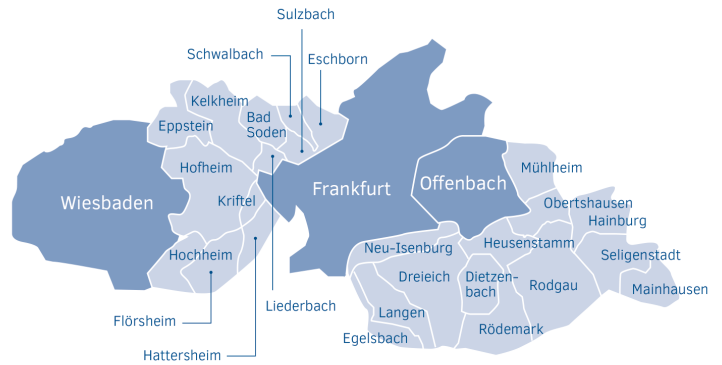 Sulzbach
Schwalbach
Eschborn
Kelkheim
Eppstein
Bad
Soden
Hofheim
Mühlheim
Wiesbaden
Frankfurt
Offenbach
Kriftel
Obertshausen
Hainburg
Neu-Isenburg
Heusenstamm
Hochheim
Seligenstadt
Dreieich
Dietzen-
bach
Rodgau
Mainhausen
Liederbach
Langen
Flörsheim
Rödemark
Egelsbach
Hattersheim